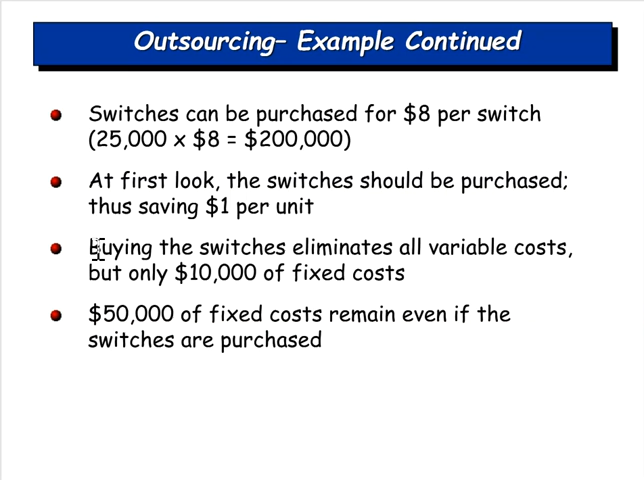 Outsourcing– Example Continued
Switches can be purchased for $8 per switch
(25,000 x $8 = $200,000)
At first look, the switches should be purchased;
thus saving $1 per unit
Buying the switches eliminates all variable costs,
but only $10,000 of fixed costs
$50,000 of fixed costs remain even if the
switches are purchased